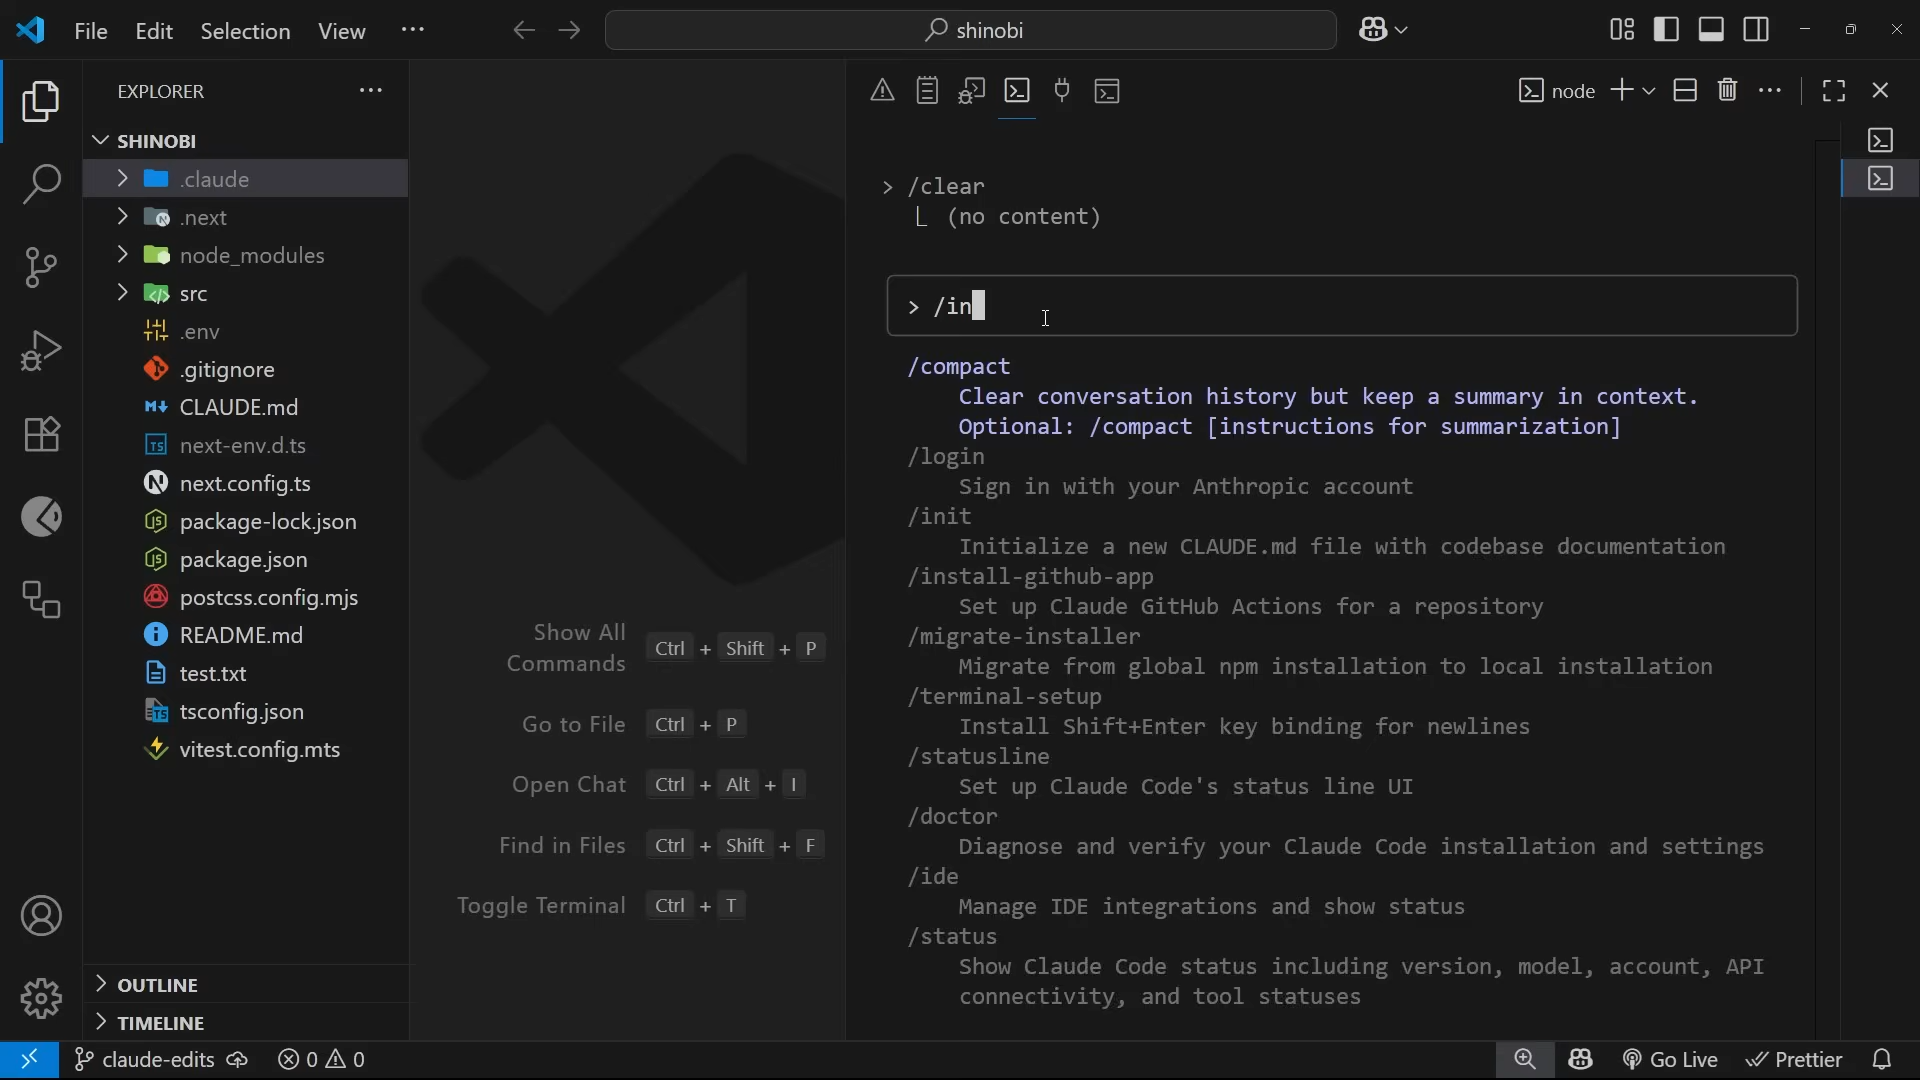 File Edit Selection View ···
shinobi
EXPLORER
SHINOBI
.claude
.next
node_modules
src
.env
.gitignore
CLAUDE.md
next-env.d.ts
next.config.ts
package-lock.json
package.json
postcss.config.mjs
README.md
test.txt
tsconfig.json
vitest.config.mts
OUTLINE
TIMELINE
Show All
Commands
Ctrl + Shift + P
Go to File Ctrl + P
Open Chat Ctrl + Alt + I
Find in Files Ctrl + Shift + F
Toggle Terminal Ctrl + T
node
> /clear
⎣ (no content)
> /in
/compact
Clear conversation history but keep a summary in context.
Optional: /compact [instructions for summarization]
/login
Sign in with your Anthropic account
/init
Initialize a new CLAUDE.md file with codebase documentation
/install-github-app
Set up Claude GitHub Actions for a repository
/migrate-installer
Migrate from global npm installation to local installation
/terminal-setup
Install Shift+Enter key binding for newlines
/statusline
Set up Claude Code's status line UI
/doctor
Diagnose and verify your Claude Code installation and settings
/ide
Manage IDE integrations and show status
/status
Show Claude Code status including version, model, account, API
connectivity, and tool statuses
claude-edits 0 0 Go Live Prettier